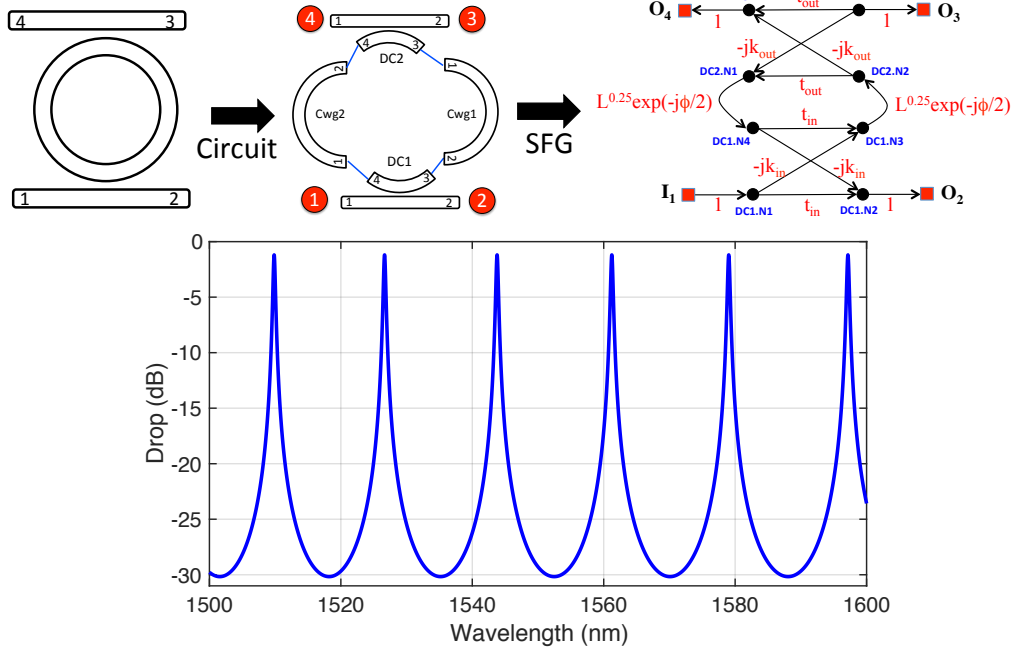 4 3
1 2
Circuit
4 1 2 3
4 3
DC2
2 1
Cwg2 Cwg1
DC1
1 2
4 3
1 1 2 2
SFG
O4 1 1 O3
-jkout -jkout
DC2.N1 DC2.N2
tout
L^0.25exp(-jϕ/2) L^0.25exp(-jϕ/2)
tin
DC1.N4 DC1.N3
-jkin -jkin
I1 1 DC1.N1 tin DC1.N2 1 O2
0
-5
-10
-15
-20
-25
-30
Drop (dB)
1500 1520 1540 1560 1580 1600
Wavelength (nm)